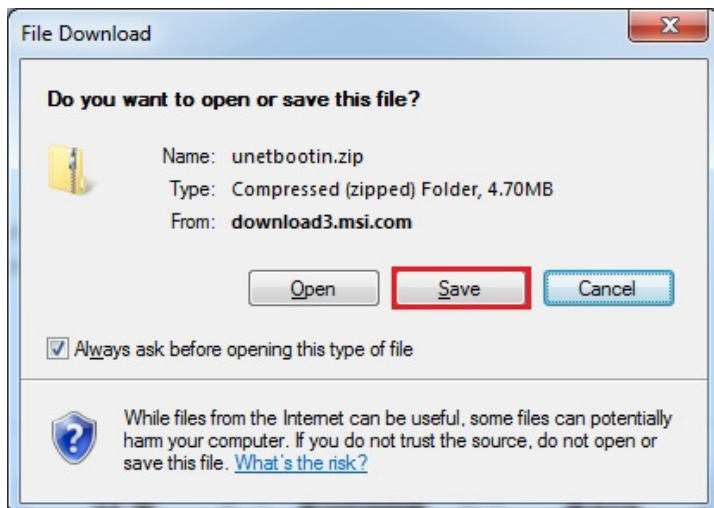 File Download
Do you want to open or save this file?
Name: unetbootin.zip
Type: Compressed (zipped) Folder, 4.70MB
From: download3.msi.com
Open Save Cancel
Always ask before opening this type of file
While files from the Internet can be useful, some files can potentially
harm your computer. If you do not trust the source, do not open or
save this file. What's the risk?